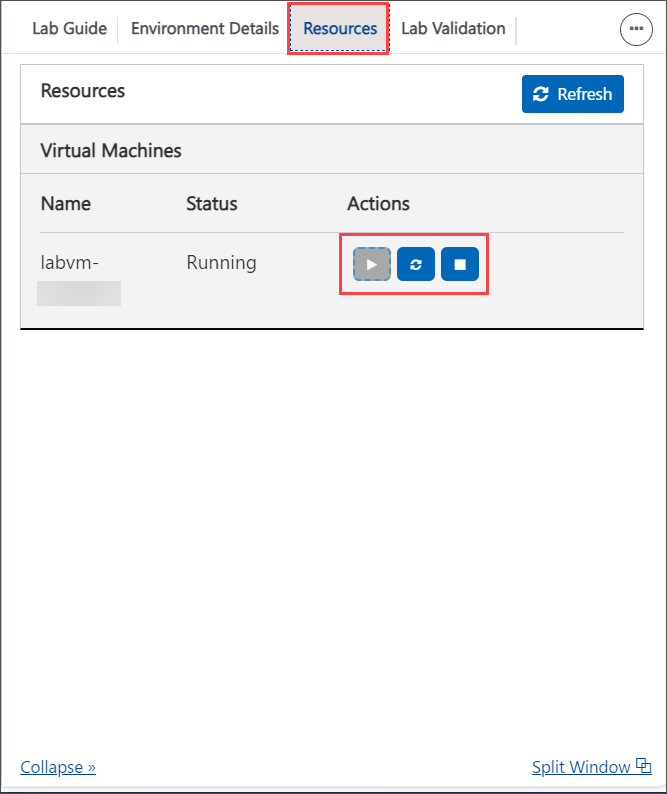 Lab Guide Environment Details Resources Lab Validation
Resources Refresh
Virtual Machines
Name Status Actions
labvm- Running
Collapse » Split Window